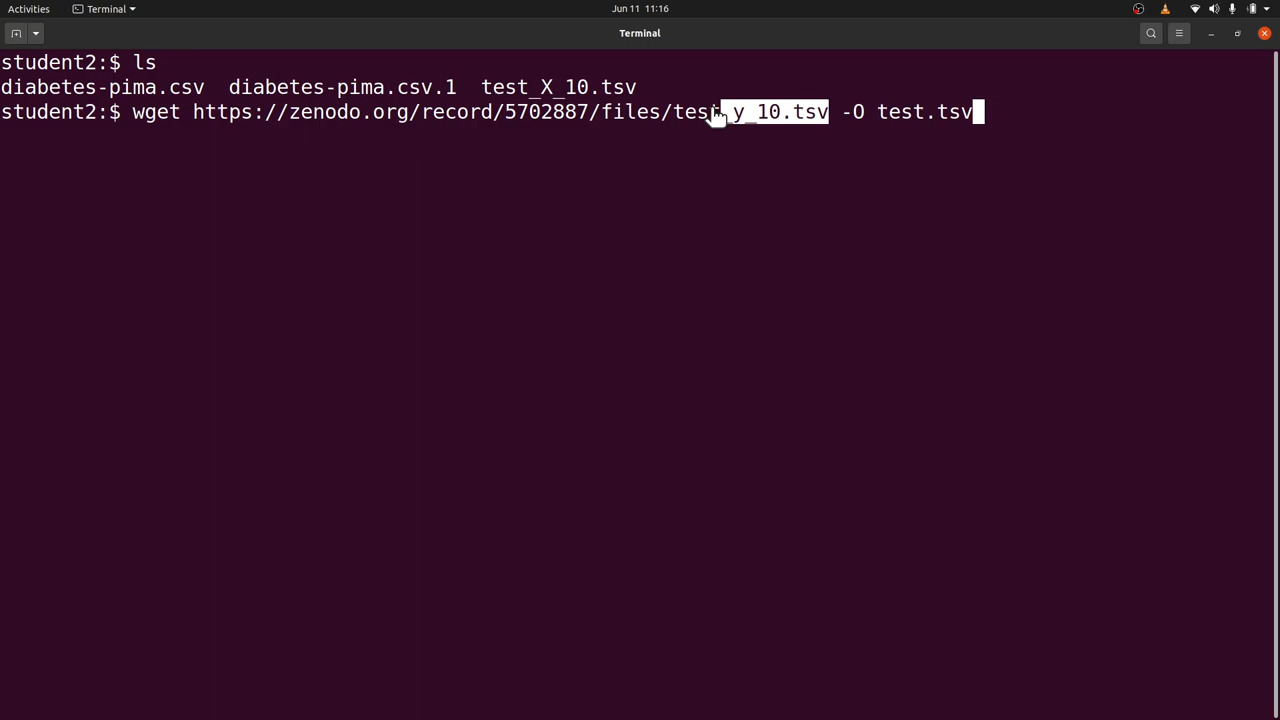 Activities Terminal Jun 11 11:16
Terminal
student2:$ ls
diabetes-pima.csv diabetes-pima.csv.1 test_X_10.tsv
student2:$ wget https://zenodo.org/record/5702887/files/test_y_10.tsv -O test.tsv